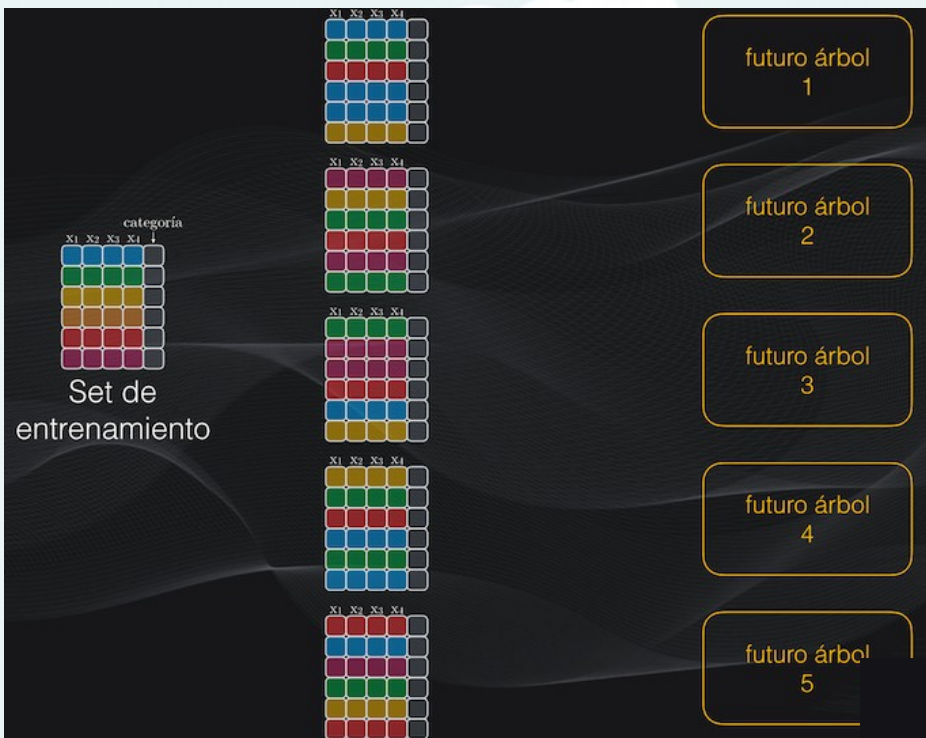 X1 X2 X3 X4
futuro árbol
1
X1 X2 X3 X4
futuro árbol
2
categoría
X1 X2 X3 X4
Set de
entrenamiento
X1 X2 X3 X4
futuro árbol
3
X1 X2 X3 X4
futuro árbol
4
X1 X2 X3 X4
futuro árbol
5